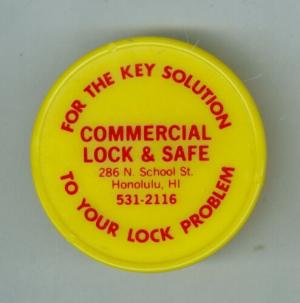 FOR THE KEY SOLUTION
COMMERCIAL
LOCK & SAFE
286 N. School St.
Honolulu, HI
531-2116
TO YOUR LOCK PROBLEM